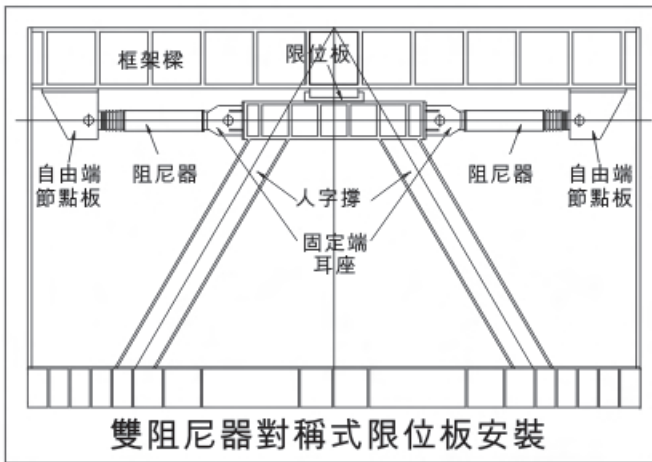 框架樑
限位板
自由端
節點板
阻尼器
人字撐
固定端
耳座
阻尼器
自由端
節點板
雙阻尼器對稱式限位板安裝